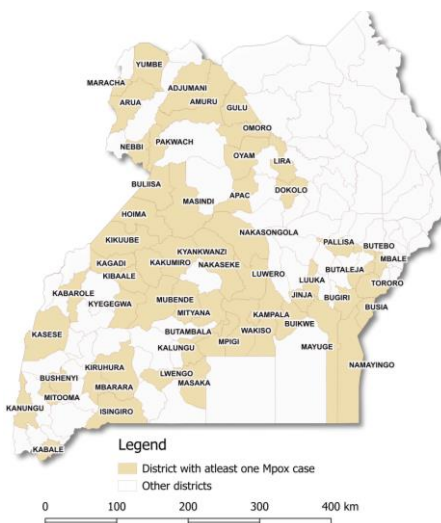 YUMBE
MARACHA
ADJUMANI
ARUA
AMURU
GULU
OMORO
NEBBI
PAKWACH
OYAM
LIRA
BULIISA
APAC
DOKOLO
MASINDI
HOIMA
NAKASONGOLA
KIKUUBE
PALLISA
BUTEBO
KYANKWANZI
MBALE
KAGADI
KAKUMIRO
NAKASEKE
LUWERO
LUUKA
BUTALEJA
KIBAALE
TORORO
KABAROLE
KYEGEGWA
MUBENDE
JINJA
BUGIRI
BUSIA
MITYANA
KAMPALA
KASESE
BUTAMBALA
WAKISO
BUIKWE
KALUNGU
MPIGI
MAYUGE
KIRUHURA
LWENGO
NAMAYINGO
BUSHENYI
MBARARA
MASAKA
MITOOMA
KANUNGU
ISINGIRO
KABALE
Legend
District with atleast one Mpox case
Other districts
0 100 200 300 400 km